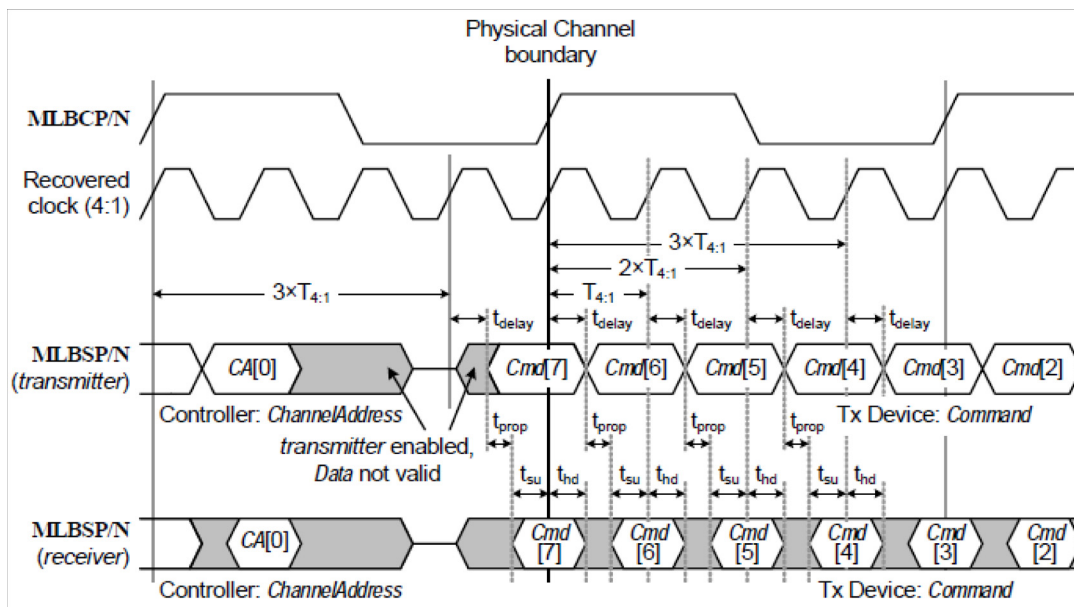 Physical Channel
boundary
MLBCP/N
Recovered
clock (4:1)
3×T4:1
2×T4:1
3×T4:1 T4:1
tdelay tdelay tdelay tdelay tdelay
MLBSP/N
(transmitter)
CA[0] Cmd[7] Cmd[6] Cmd[5] Cmd[4] Cmd[3] Cmd[2]
Controller: ChannelAddress Tx Device: Command
transmitter enabled,
Data not valid
tprop tprop tprop tprop
tsu thd tsu thd tsu thd tsu thd
MLBSP/N
(receiver)
CA[0] Cmd [7] Cmd [6] Cmd [5] Cmd [4] Cmd [3] Cmd [2]
Controller: ChannelAddress Tx Device: Command